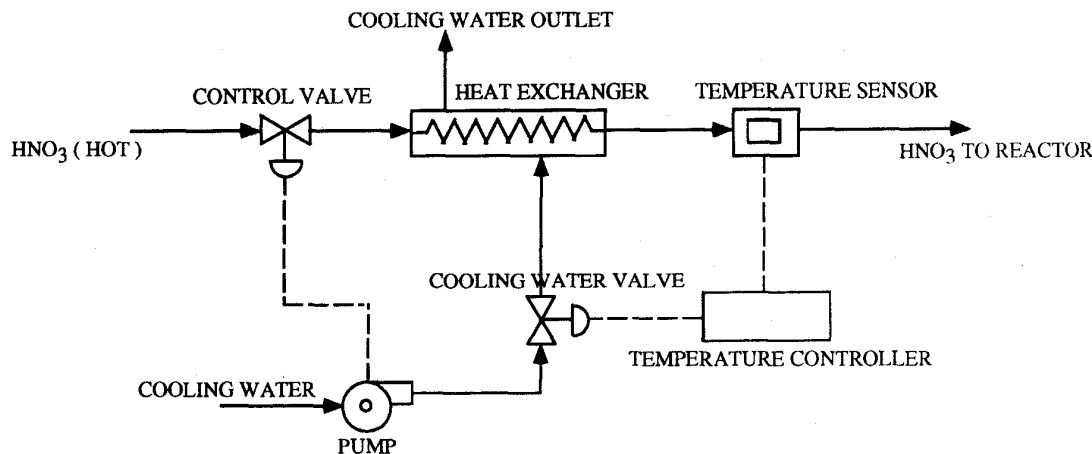 COOLING WATER OUTLET
CONTROL VALVE
HEAT EXCHANGER
TEMPERATURE SENSOR
HNO3 ( HOT )
HNO3 TO REACTOR
COOLING WATER VALVE
TEMPERATURE CONTROLLER
COOLING WATER
PUMP